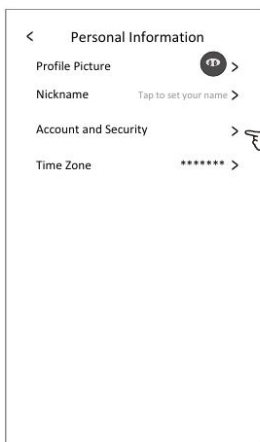 < Personal Information
Profile Picture >
Nickname Tap to set your name >
Account and Security >
Time Zone ******* >